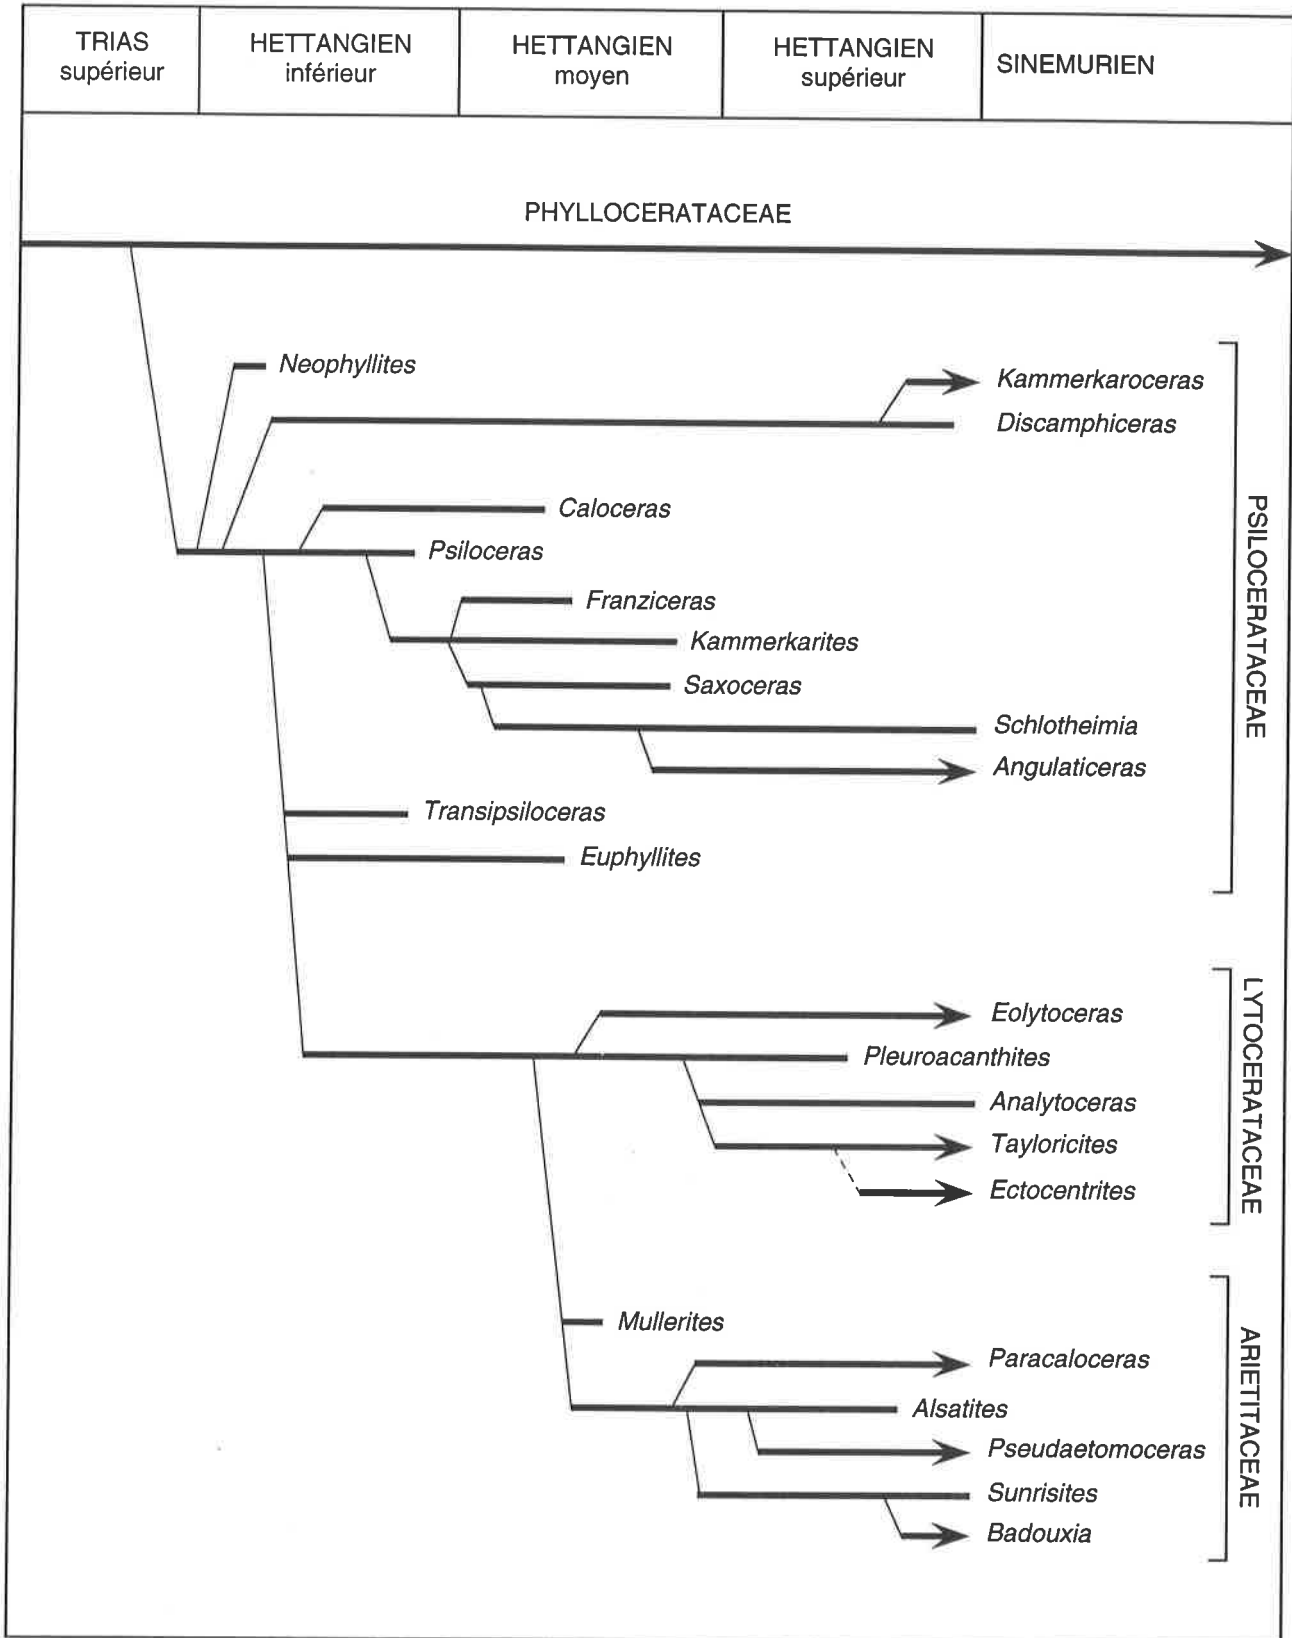 TRIAS
supérieur
HETTANGIEN
inférieur
HETTANGIEN
moyen
HETTANGIEN
supérieur
SINEMURIEN
PHYLLOCERATACEAE
Neophyllites
Kammerkaroceras
Discamphiceras
Caloceras
Psiloceras
Franziceras
Kammerkarites
Saxoceras
Schlotheimia
Angulaticeras
Transipsiloceras
Euphyllites
PSILOCERATACEAE
Eolytoceras
Pleuroacanthites
Analytoceras
Tayloricites
Ectocentrites
LYTOCERATACEAE
Mullerites
Paracaloceras
Alsatites
Pseudaetomoceras
Sunrisites
Badouxia
ARIETITACEAE